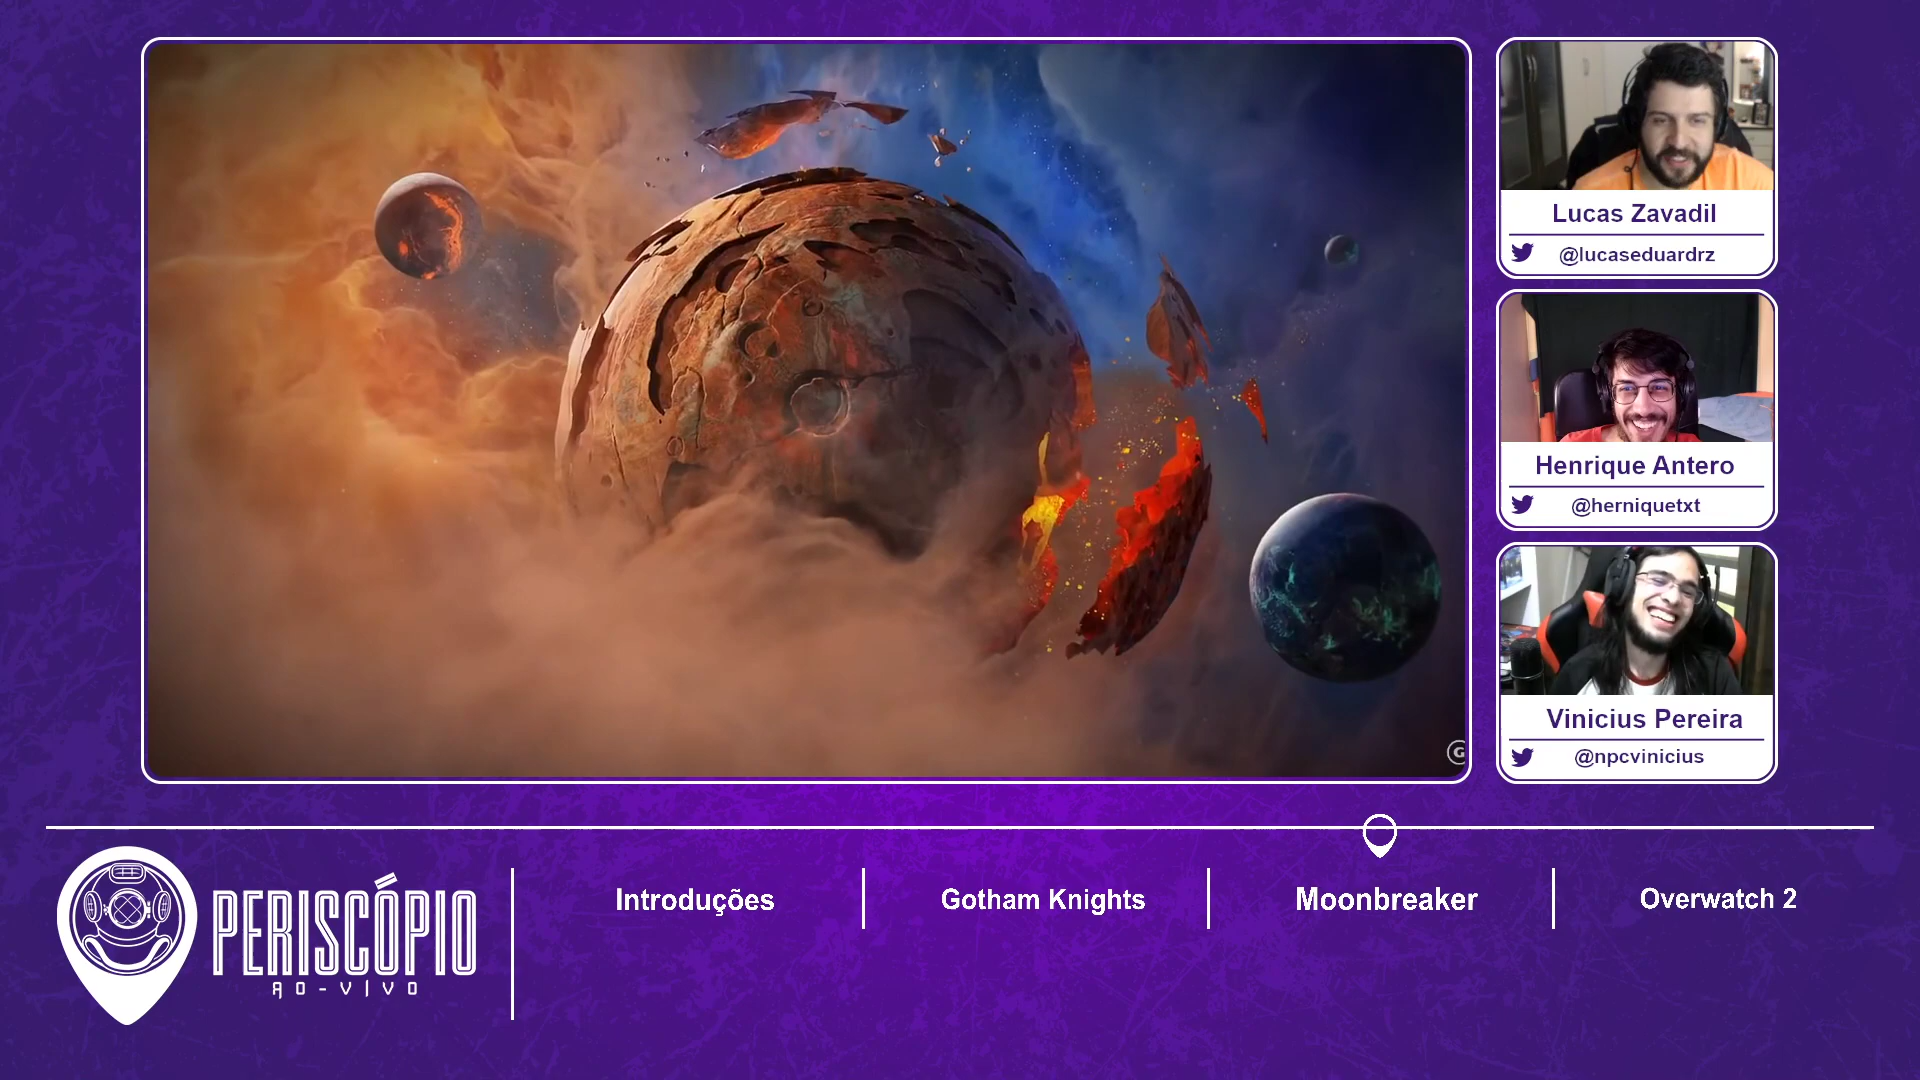 Lucas Zavadil
@lucaseduardrz
Henrique Antero
@herniquetxt
Vinicius Pereira
@npcvinicius
G
PERISCÓPIO
AO-VIVO
Introduções
Gotham Knights
Moonbreaker
Overwatch 2